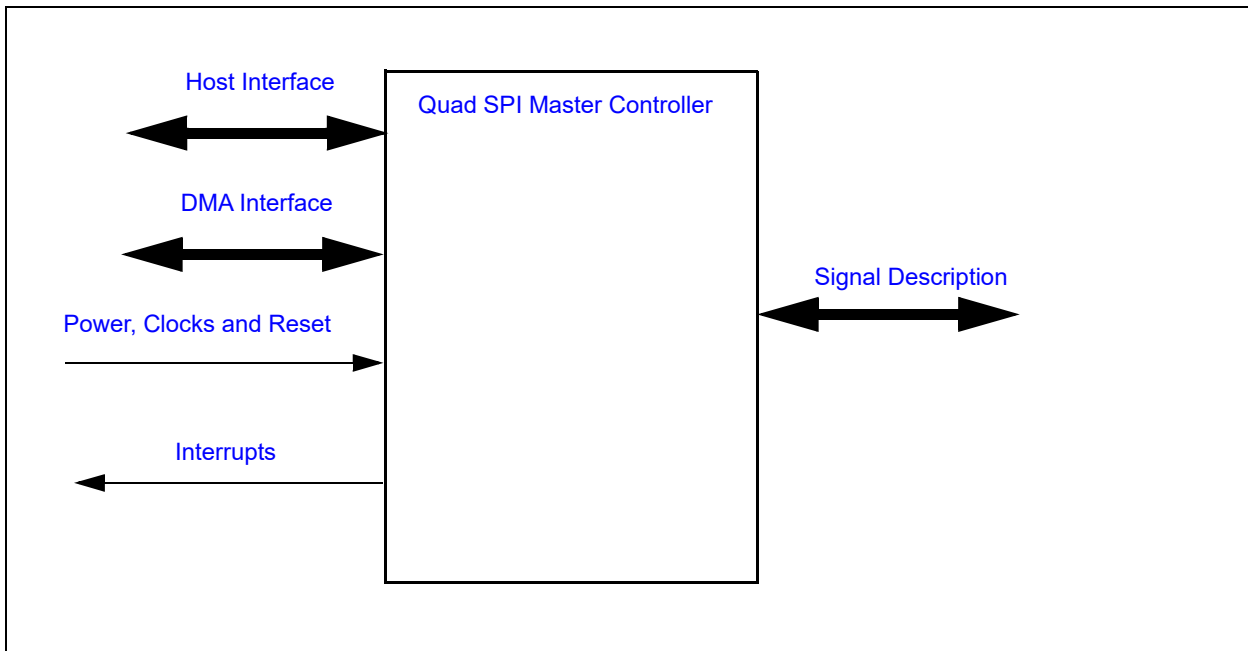 Host Interface
Quad SPI Master Controller
DMA Interface
Signal Description
Power, Clocks and Reset
Interrupts